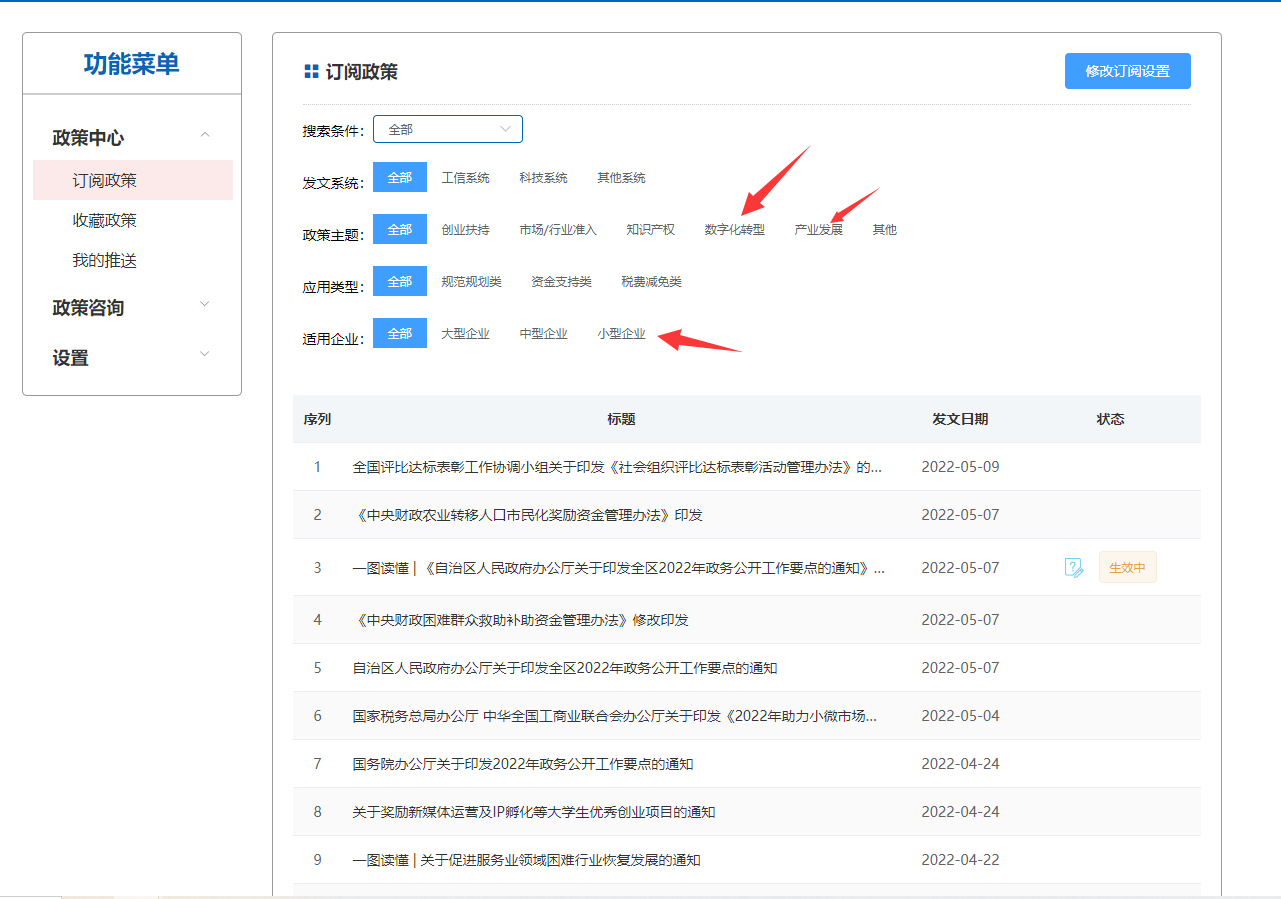 功能菜单
政策中心
订阅政策
收藏政策
我的推送
政策咨询
设置
订阅政策
修改订阅设置
搜索条件： 全部
发文系统： 全部 工信系统 科技系统 其他系统
政策主题： 全部 创业扶持 市场/行业准入 知识产权 数字化转型 产业发展 其他
应用类型： 全部 规范规划类 资金支持类 税费减免类
适用企业： 全部 大型企业 中型企业 小型企业
序列 标题 发文日期 状态
1 全国评比达标表彰工作协调小组关于印发《社会组织评比达标表彰活动管理办法》的... 2022-05-09
2 《中央财政农业转移人口市民化奖励资金管理办法》印发 2022-05-07
3 一图读懂 | 《自治区人民政府办公厅关于印发全区2022年政务公开工作要点的通知》... 2022-05-07 生效中
4 《中央财政困难群众救助补助资金管理办法》修改印发 2022-05-07
5 自治区人民政府办公厅关于印发全区2022年政务公开工作要点的通知 2022-05-07
6 国家税务总局办公厅 中华全国工商业联合会办公厅关于印发《2022年助力小微市场... 2022-05-04
7 国务院办公厅关于印发2022年政务公开工作要点的通知 2022-04-24
8 关于奖励新媒体运营及IP孵化等大学生优秀创业项目的通知 2022-04-24
9 一图读懂 | 关于促进服务业领域困难行业恢复发展的通知 2022-04-22